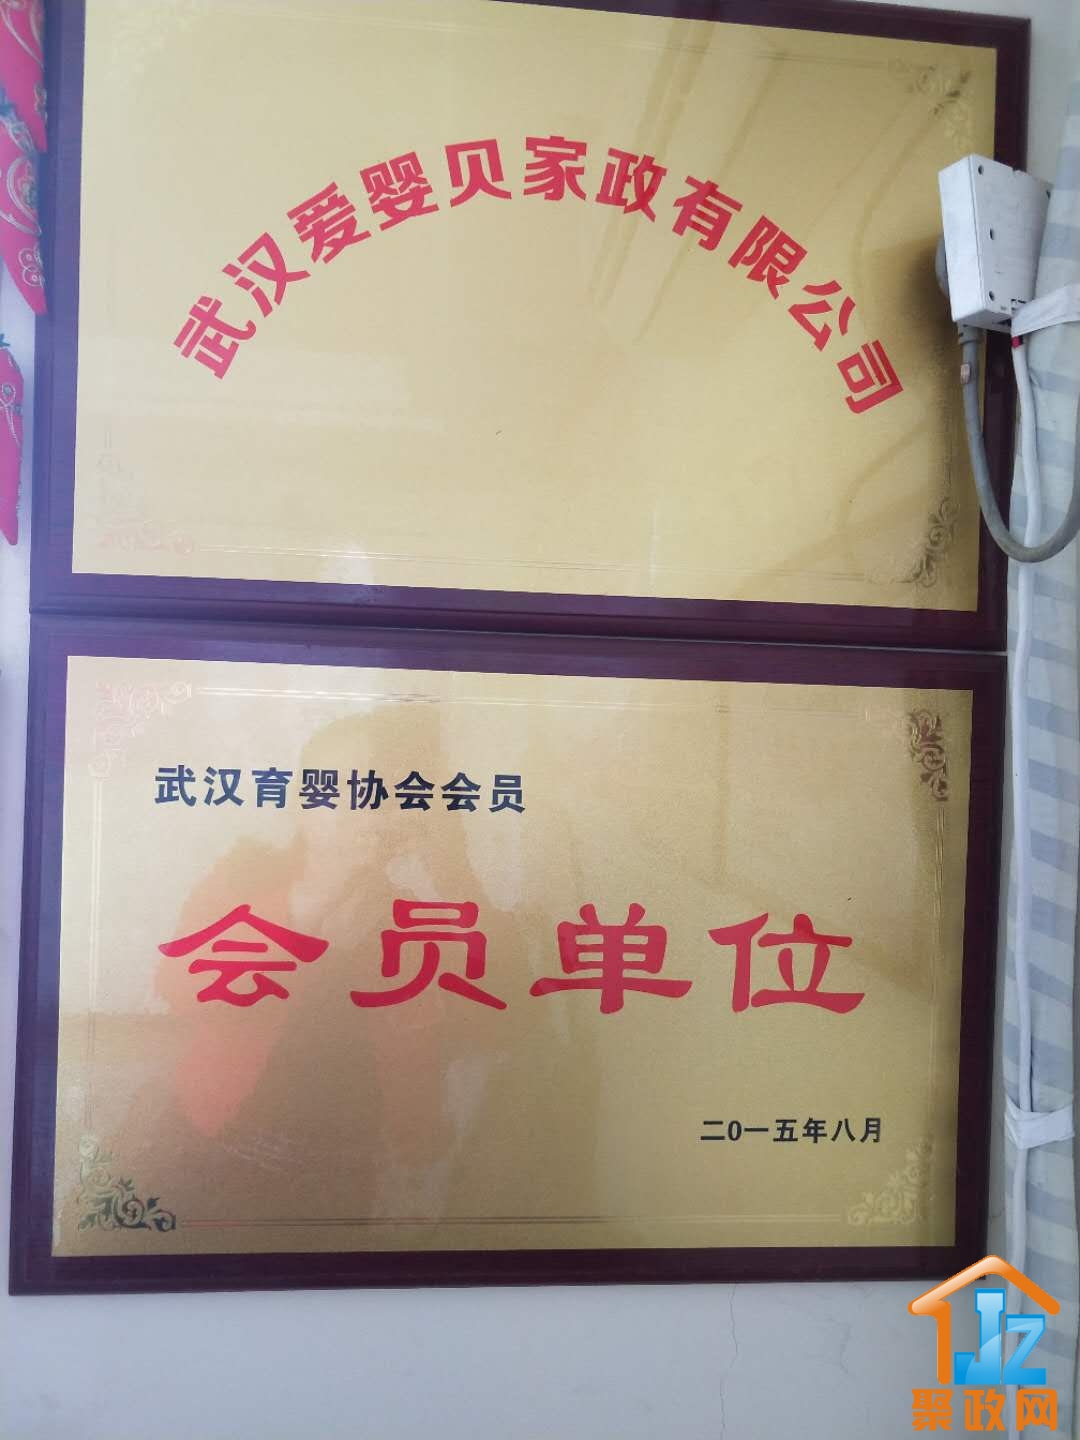 武汉爱婴贝家政有限公司
武汉育婴协会会员
会员单位
二0一五年八月
JZ
聚政网